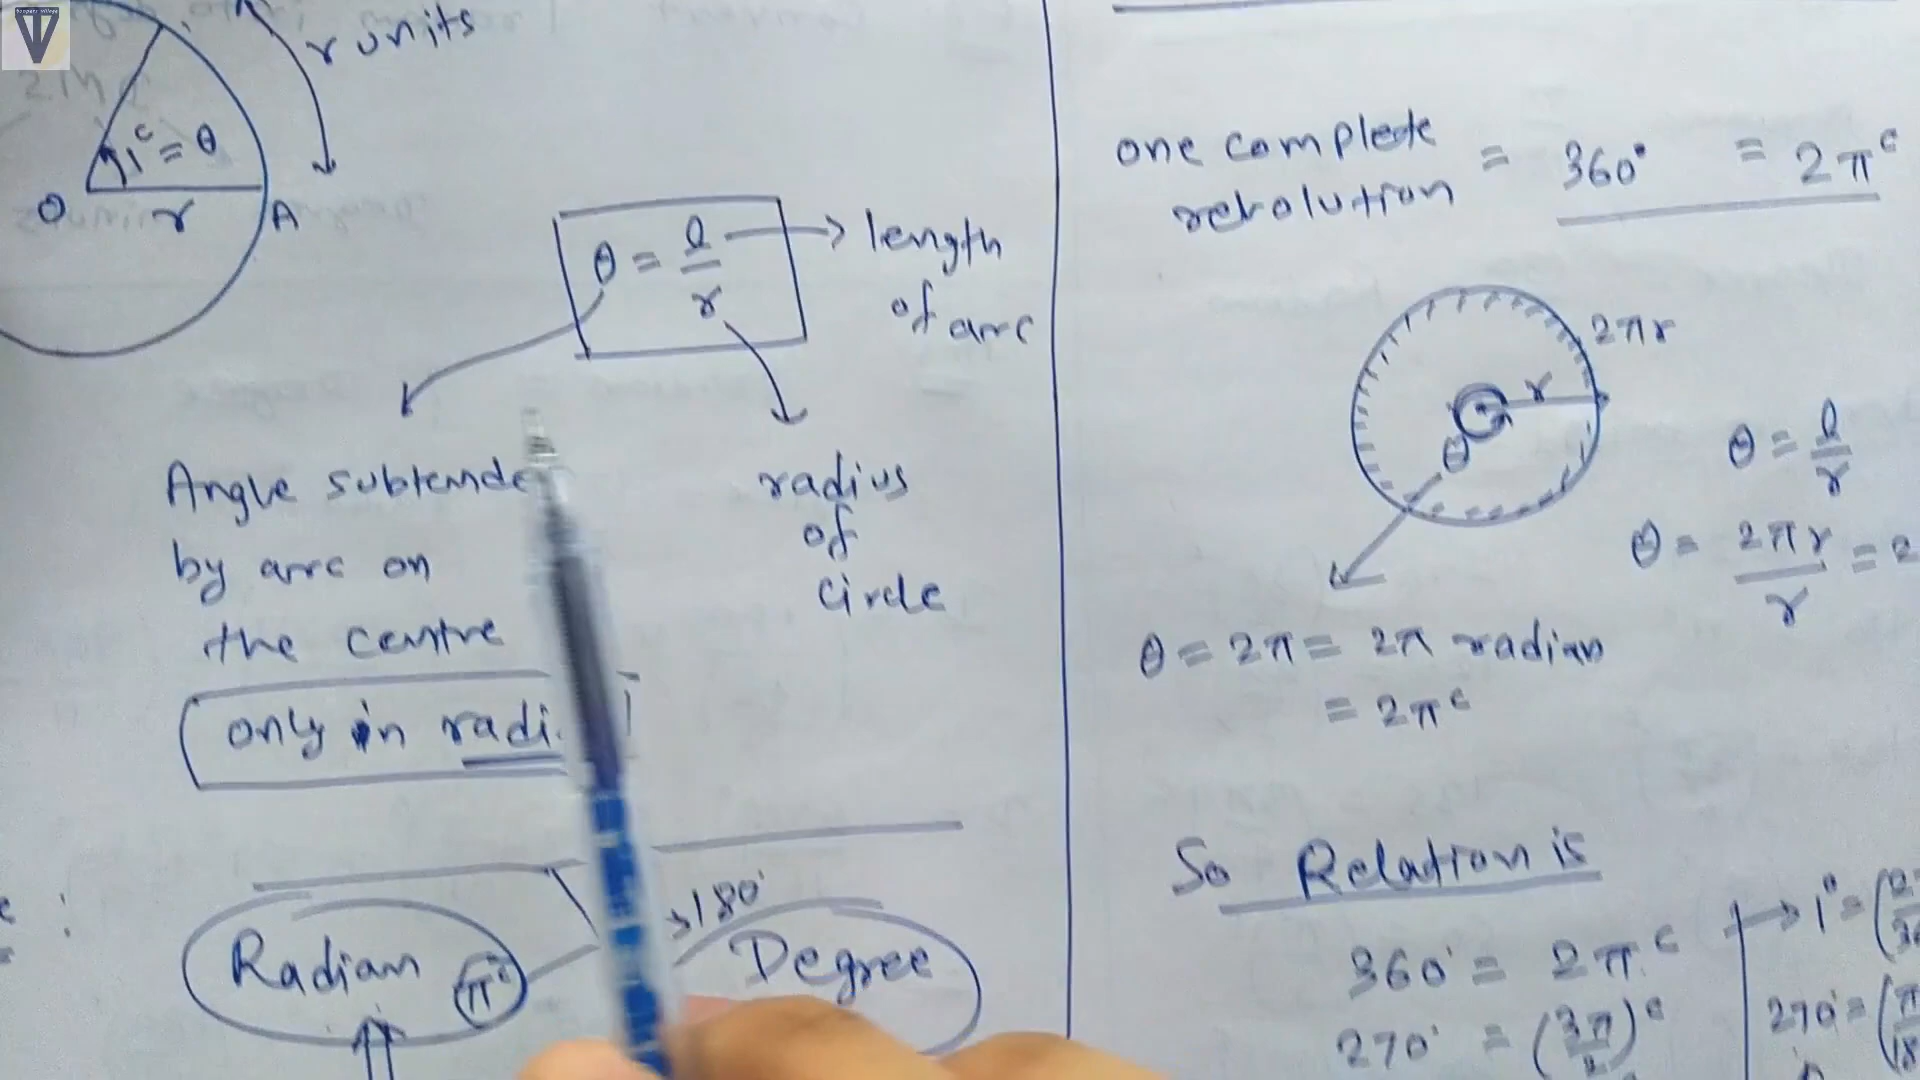 r units
1ᶜ = θ
O
r
A
θ = l/r
length
of arc
Angle subtende
by arc on
the centre
only in radi
radius
of
circle
180°
Radian
πᶜ
Degree
one complete
revolution = 360° = 2πᶜ
2πr
r
θ
θ = l/r
θ = 2πr/r = 2
θ = 2π = 2π radian
= 2πᶜ
So Relation is
360° = 2πᶜ
270° = (3π/2)ᶜ
1° =
270° =